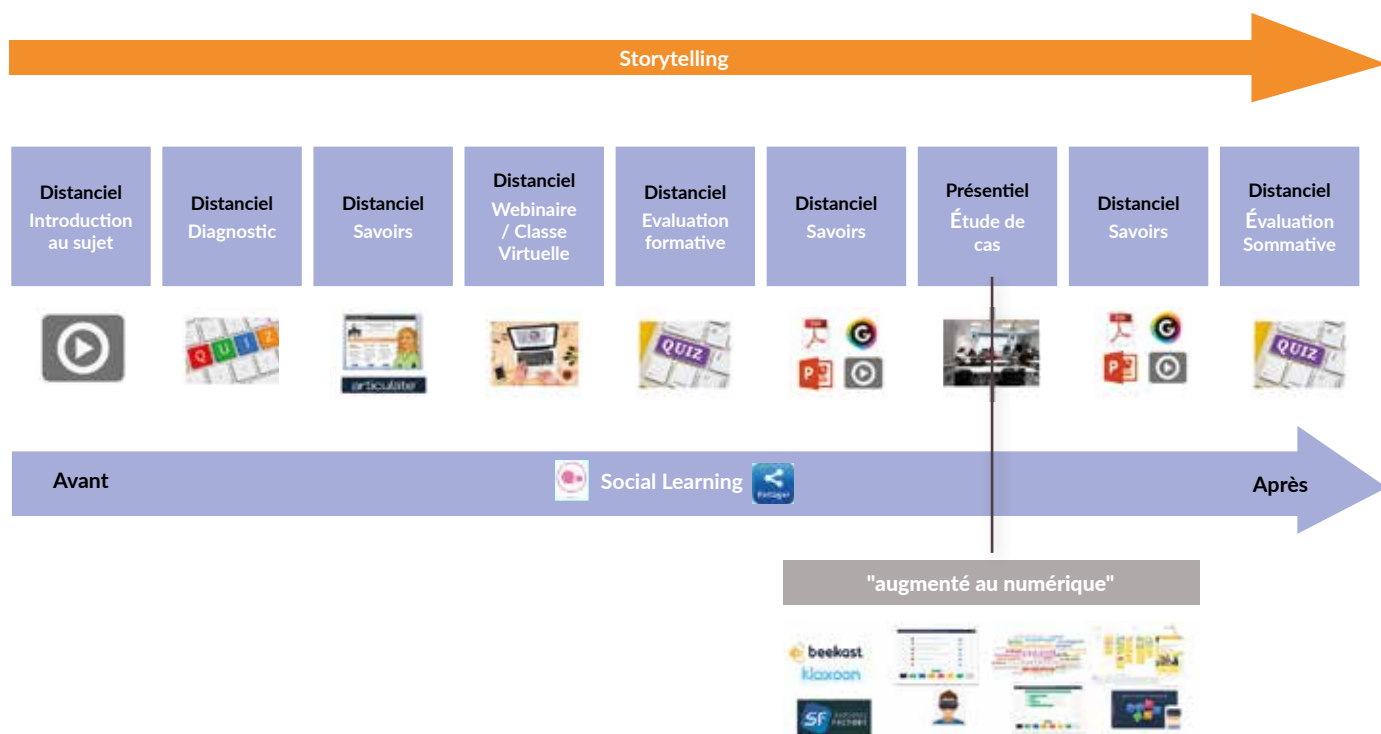 Storytelling
Distanciel
Introduction
au sujet
Distanciel
Diagnostic
Distanciel
Savoirs
Distanciel
Webinaire
/ Classe
Virtuelle
Distanciel
Evaluation
formative
Distanciel
Savoirs
Présentiel
Étude de
cas
Distanciel
Savoirs
Distanciel
Évaluation
Sommative
QUIZ
articulate
QUIZ
G
P
G
P
QUIZ
Avant
Social Learning
Partager
Après
"augmenté au numérique"
beekast
klaxoon
SF
FACTORY